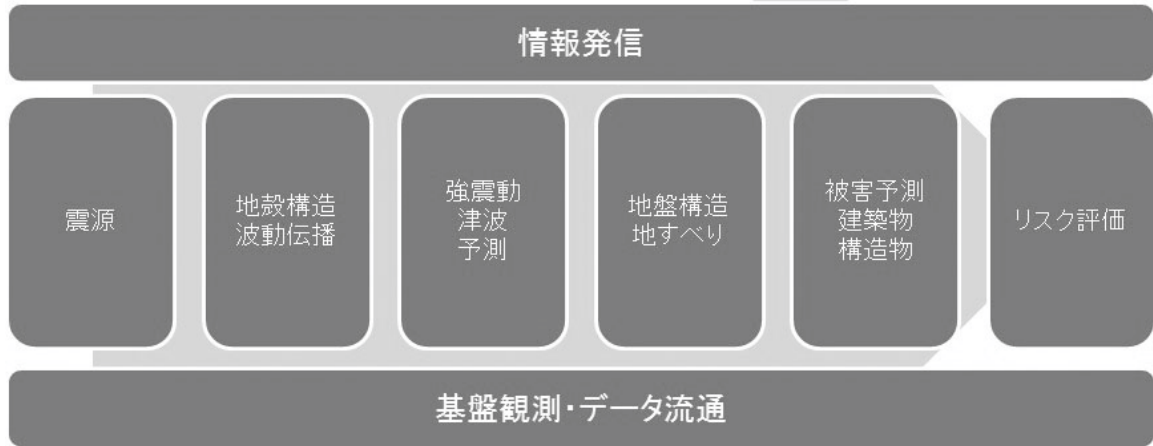 情報発信
震源
地殻構造
波動伝播
強震動
津波
予測
地盤構造
地すべり
被害予測
建築物
構造物
リスク評価
基盤観測・データ流通